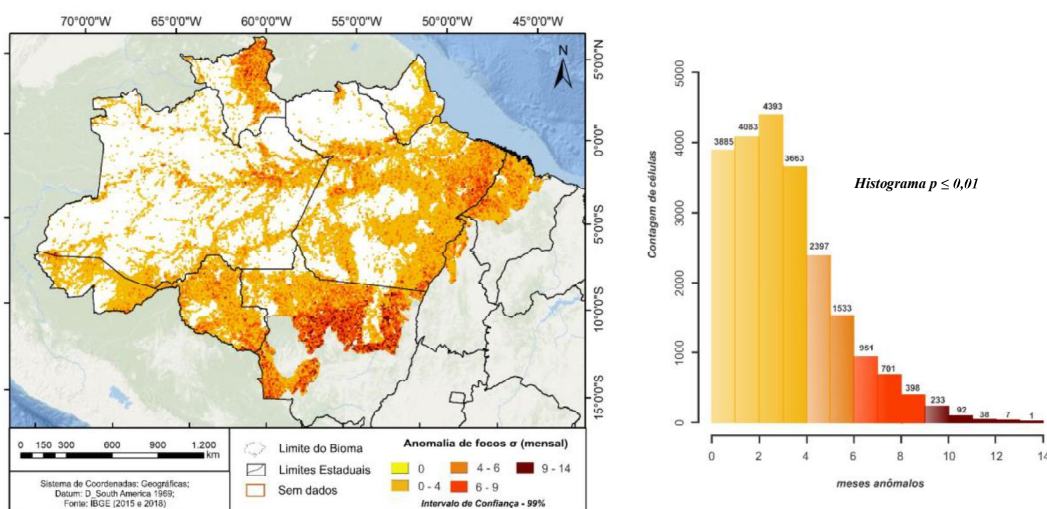 70°0'0"W 65°0'0"W 60°0'0"W 55°0'0"W 50°0'0"W 45°0'0"W
N
5°0'0"N
0°0'0"
5°0'0"S
10°0'0"S
15°0'0"S
0 150 300 600 900 1.200
km
Sistema de Coordenadas: Geográficas;
Datum: D_South America 1969;
Fonte: IBGE (2015 e 2018)
Limite do Bioma
Limites Estaduais
Sem dados
Anomalia de focos σ (mensal)
0 4 - 6 9 - 14
0 - 4 6 - 9
Intervalo de Confiança - 99%
Contagem de células
0 1000 2000 3000 4000 5000
3885 4083 4393 3663 2397 1533 951 701 398 233 92 38 7 1
Histograma p ≤ 0,01
0 2 4 6 8 10 12 14
meses anômalos